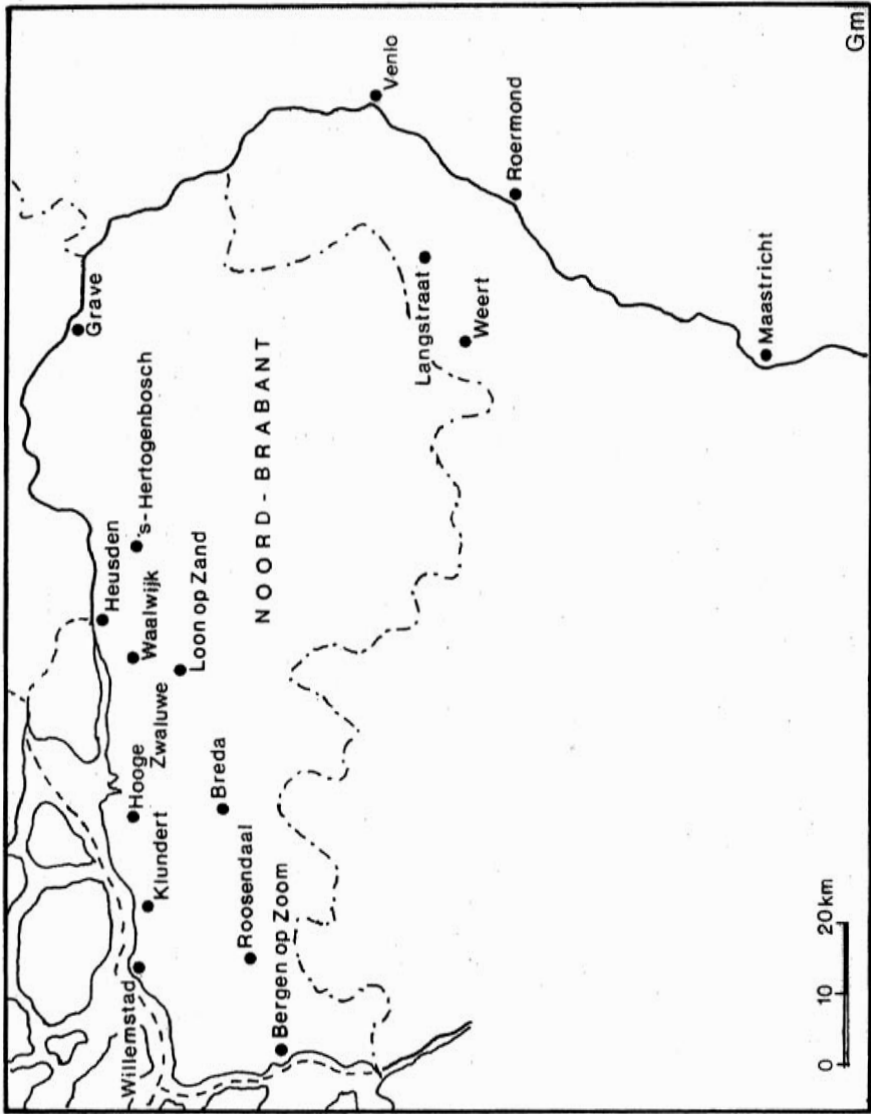 Willemstad
Klundert
Hooge
Zwaluwe
Waalwijk
Heusden
's-Hertogenbosch
Grave
Loon op Zand
Breda
Roosendaal
Bergen op Zoom
NOORD-BRABANT
Venlo
Langstraat
Weert
Roermond
Maastricht
0 10 20km
Gm